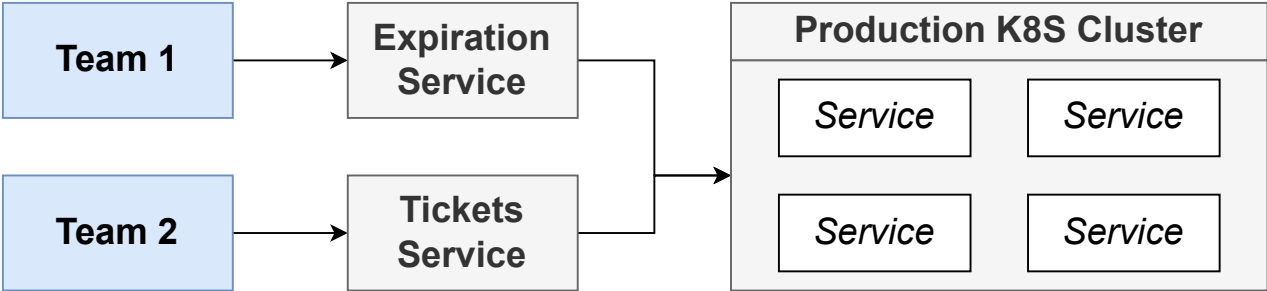 Team 1
Expiration
Service
Production K8S Cluster
Service
Service
Team 2
Tickets
Service
Service
Service